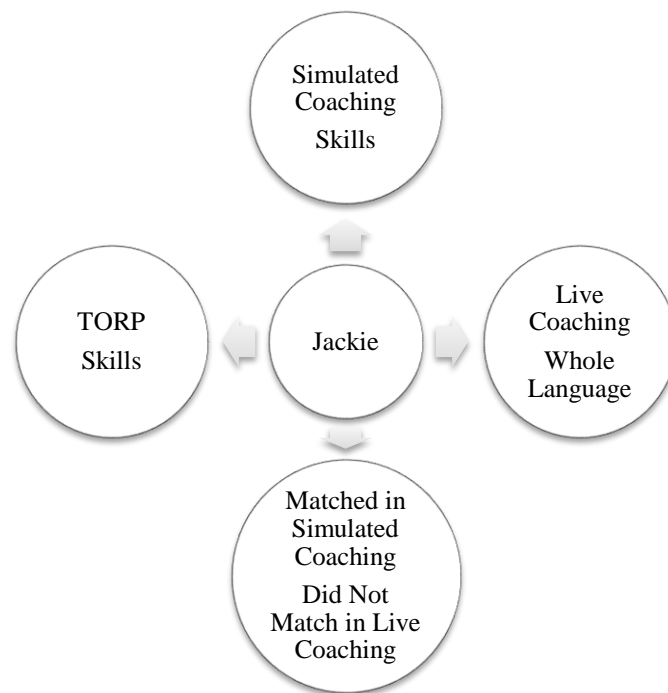 Simulated
Coaching
Skills
TORP
Skills
Jackie
Live
Coaching
Whole
Language
Matched in
Simulated
Coaching
Did Not
Match in Live
Coaching